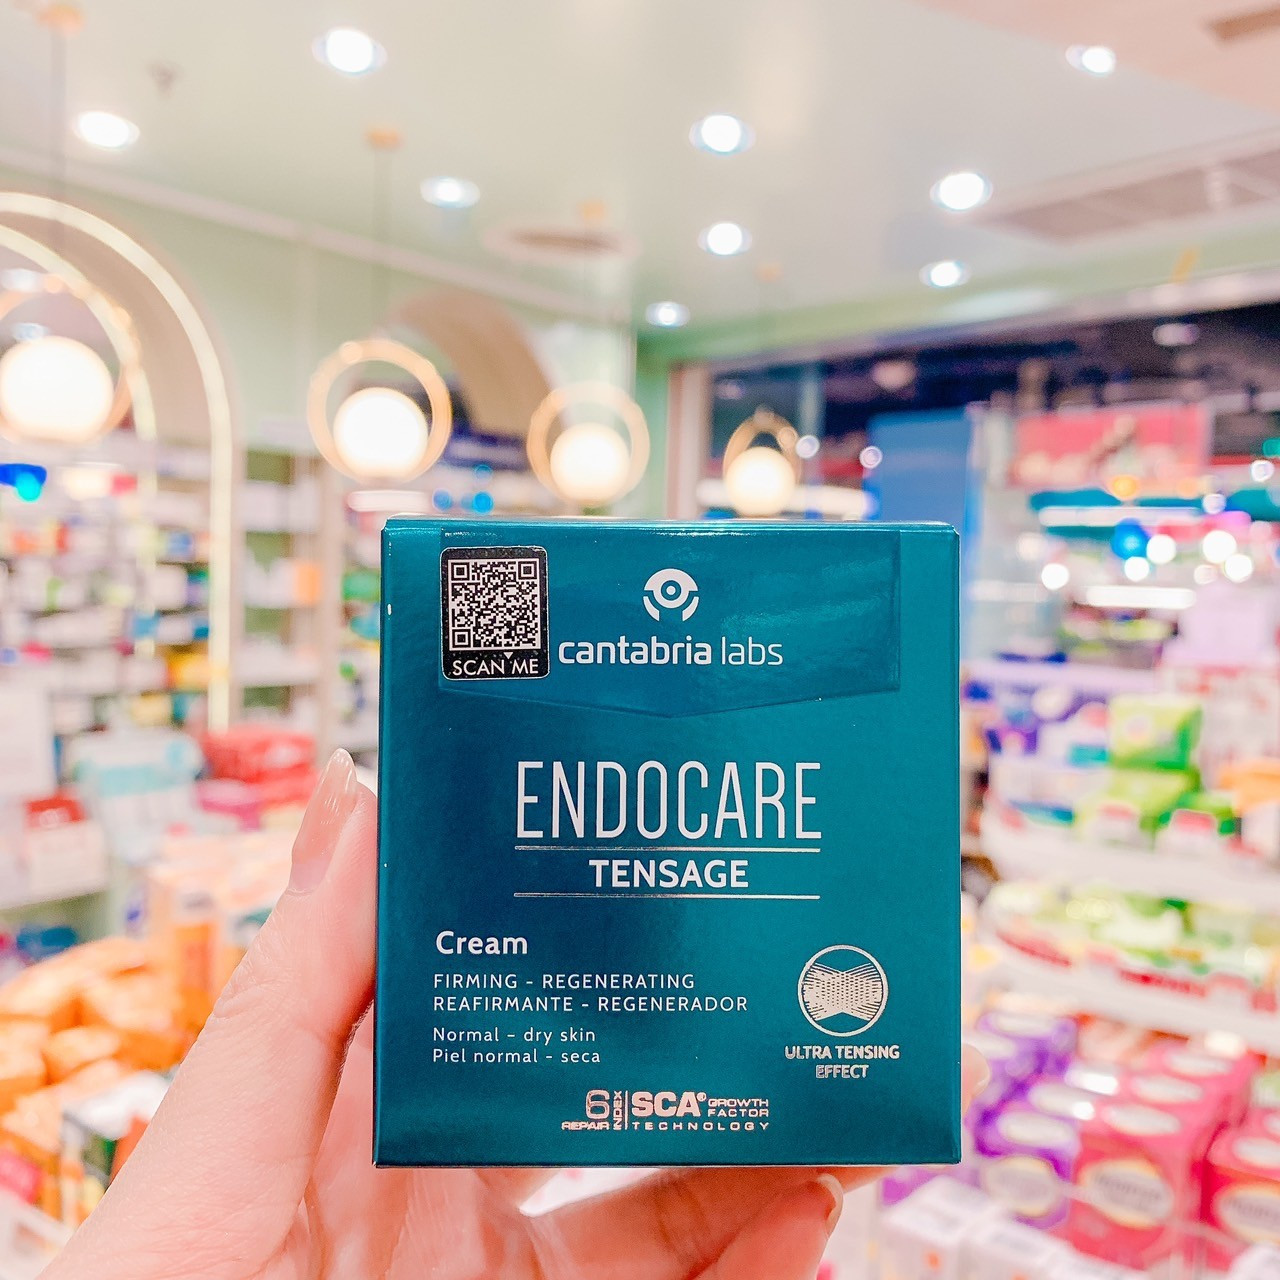 SCAN ME
cantabria labs
ENDOCARE
TENSAGE
Cream
FIRMING - REGENERATING
REAFIRMANTE - REGENERADOR
Normal - dry skin
Piel normal - seca
ULTRA TENSING
EFFECT
6 REPAIR INDEX
SCA® GROWTH FACTOR
TECHNOLOGY